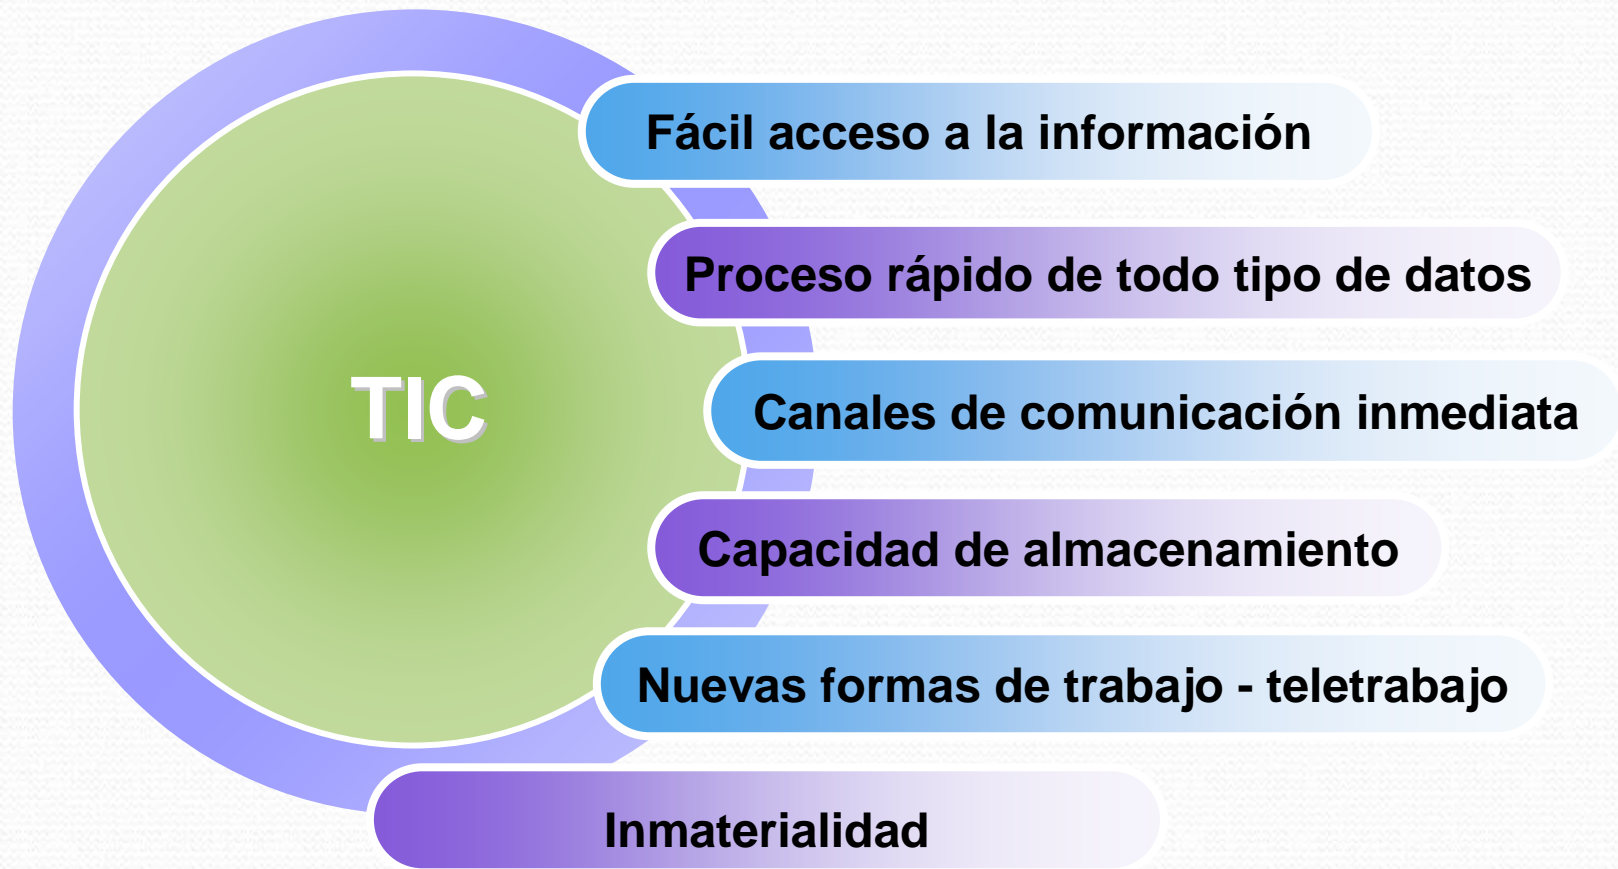 TIC
Fácil acceso a la información
Proceso rápido de todo tipo de datos
Canales de comunicación inmediata
Capacidad de almacenamiento
Nuevas formas de trabajo - teletrabajo
Inmaterialidad